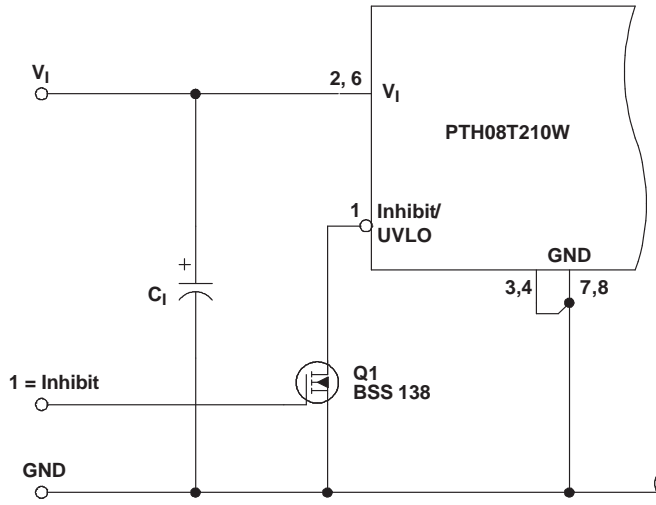 V_I
2, 6
V_I
PTH08T210W
1
Inhibit/
UVLO
GND
3,4
7,8
+
C_I
Q1
BSS 138
1 = Inhibit
GND